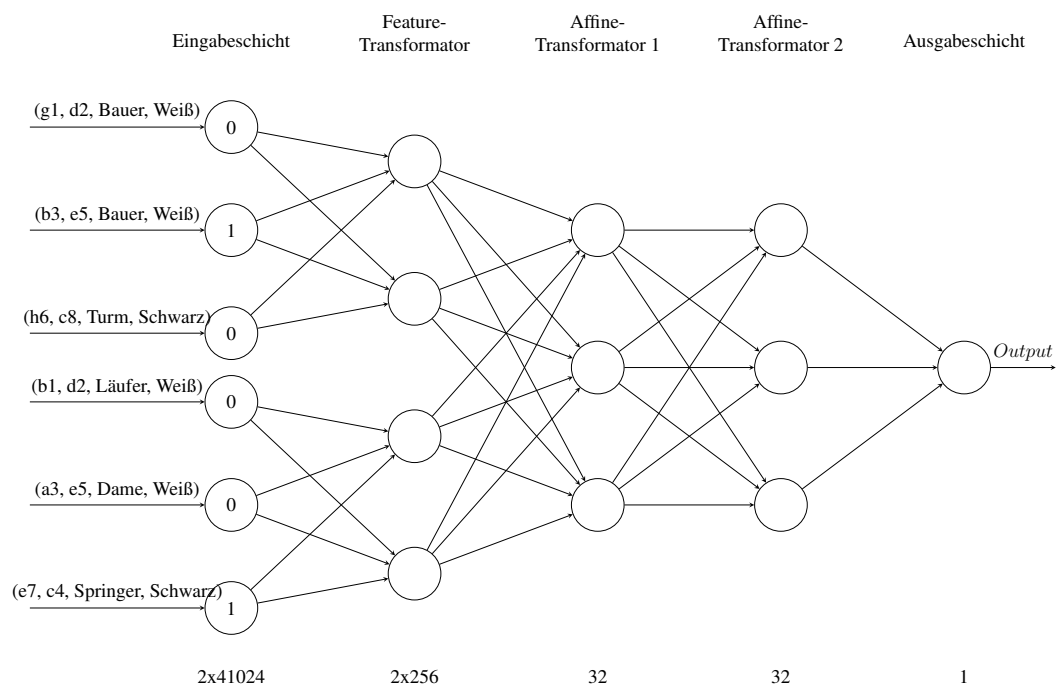 Eingabeschicht
Feature-
Transformator
Affine-
Transformator 1
Affine-
Transformator 2
Ausgabeschicht
(g1, d2, Bauer, Weiß)
0
(b3, e5, Bauer, Weiß)
1
(h6, c8, Turm, Schwarz)
0
(b1, d2, Läufer, Weiß)
0
(a3, e5, Dame, Weiß)
0
(e7, c4, Springer, Schwarz)
1
Output
2x41024
2x256
32
32
1